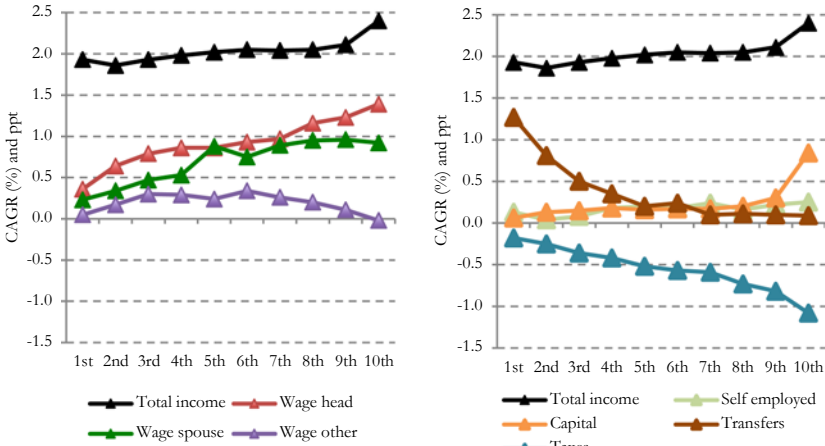 CAGR (%) and ppt
2.5
2.0
1.5
1.0
0.5
0.0
-0.5
-1.0
-1.5
1st 2nd 3rd 4th 5th 6th 7th 8th 9th 10th
Total income Wage head
Wage spouse Wage other
CAGR (%) and ppt
2.5
2.0
1.5
1.0
0.5
0.0
-0.5
-1.0
-1.5
1st 2nd 3rd 4th 5th 6th 7th 8th 9th 10th
Total income Self employed
Capital Transfers